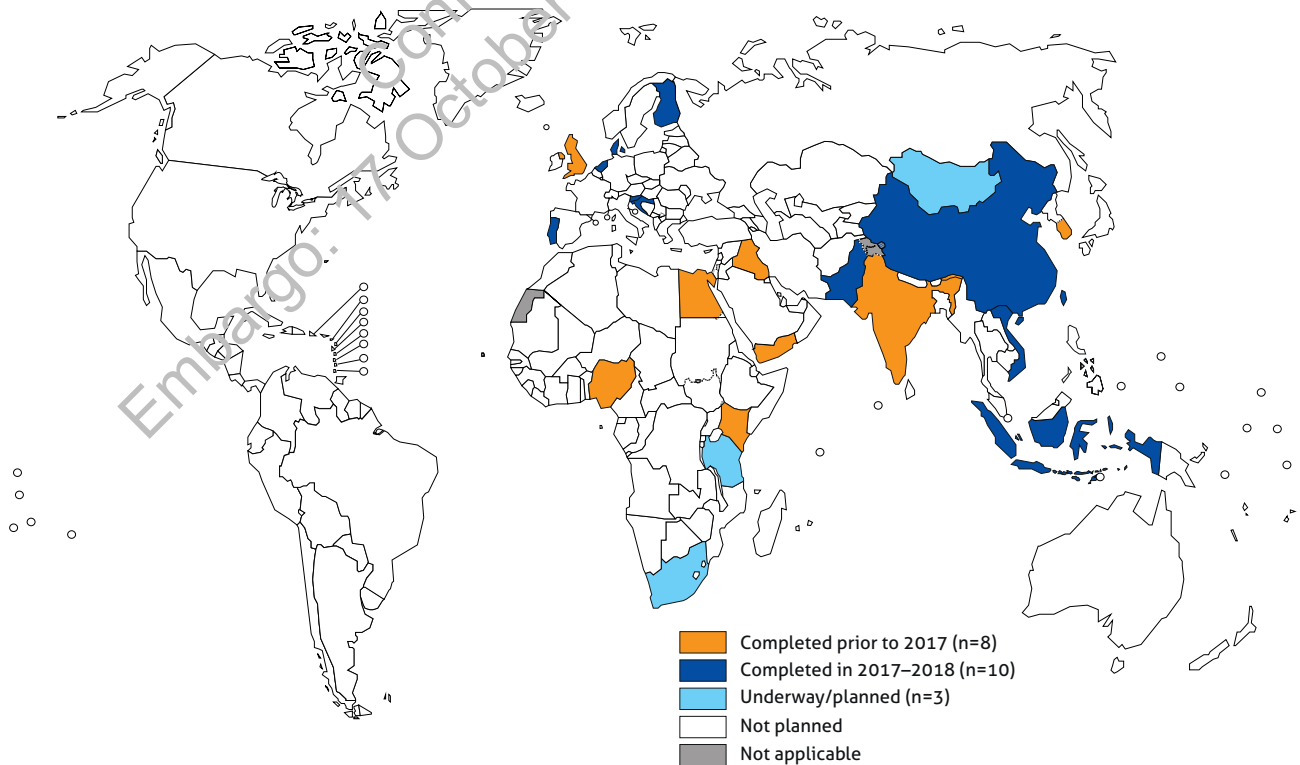 Embargo: 17 October
Completed prior to 2017 (n=8)
Completed in 2017–2018 (n=10)
Underway/planned (n=3)
Not planned
Not applicable